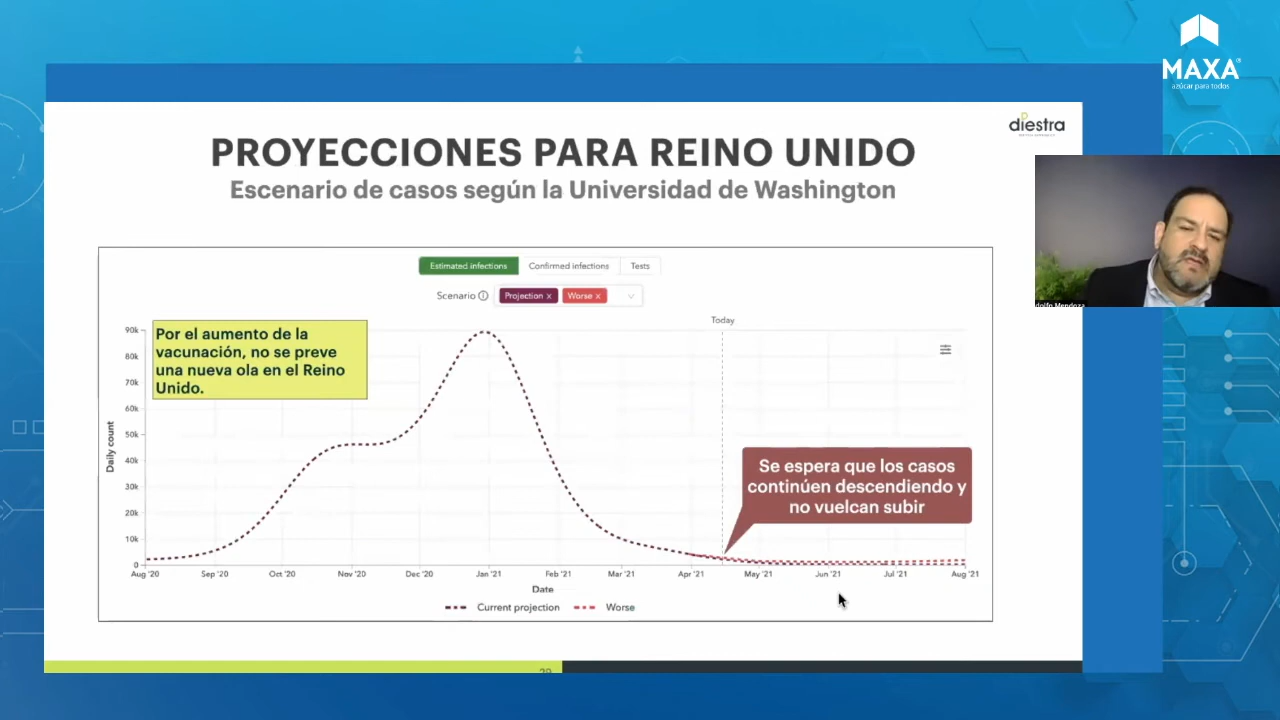 MAXA
azúcar para todos
diestra
PROYECCIONES PARA REINO UNIDO
Escenario de casos según la Universidad de Washington
Estimated infections Confirmed infections Tests
Scenario Projection x Worse x
Today
Por el aumento de la
vacunación, no se preve
una nueva ola en el Reino
Unido.
90k
80k
70k
60k
50k
40k
30k
20k
10k
0
Daily count
Se espera que los casos
continúen descendiendo y
no vuelcan subir
Aug '20 Sep '20 Oct '20 Nov '20 Dec '20 Jan '21 Feb '21 Mar '21 Apr '21 May '21 Jun '21 Jul '21 Aug '21
Date
Current projection Worse
dolfo Mendoza